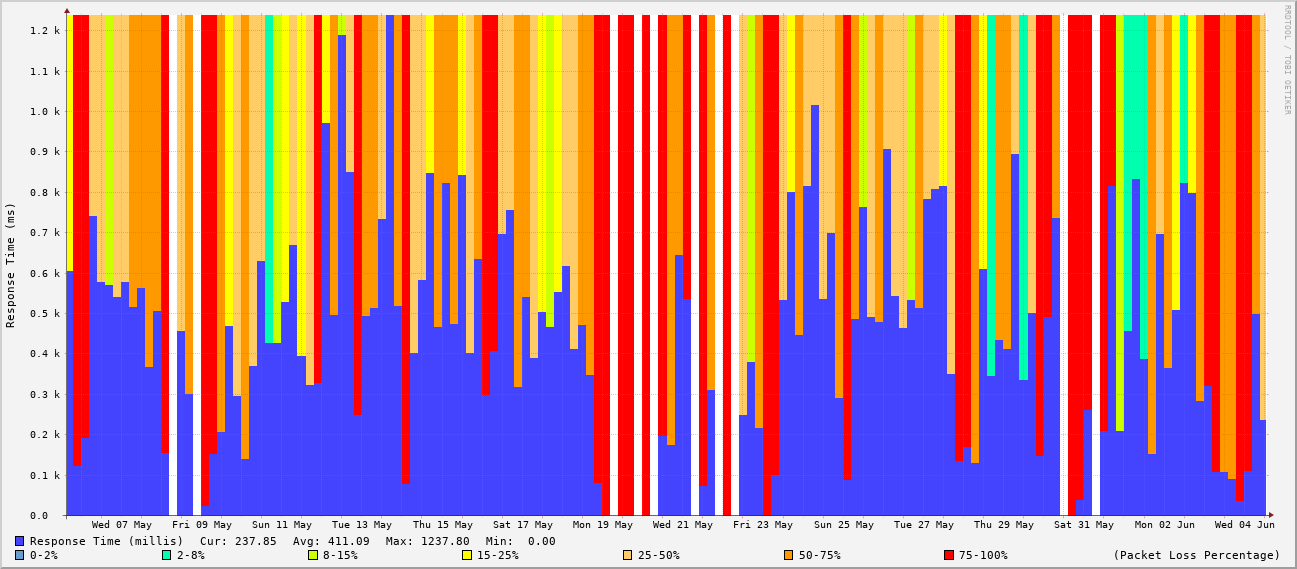 RRDTOOL / TOBI OETIKER
Response Time (ms)
1.2 k
1.1 k
1.0 k
0.9 k
0.8 k
0.7 k
0.6 k
0.5 k
0.4 k
0.3 k
0.2 k
0.1 k
0.0
Wed 07 May Fri 09 May Sun 11 May Tue 13 May Thu 15 May Sat 17 May Mon 19 May Wed 21 May Fri 23 May Sun 25 May Tue 27 May Thu 29 May Sat 31 May Mon 02 Jun Wed 04 Jun
Response Time (millis) Cur: 237.85 Avg: 411.09 Max: 1237.80 Min: 0.00
0-2% 2-8% 8-15% 15-25% 25-50% 50-75% 75-100% (Packet Loss Percentage)